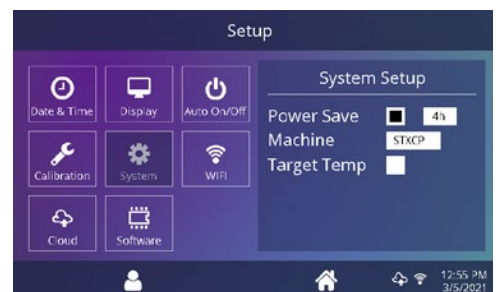 Setup
Date & Time
Display
Auto On/Off
Calibration
System
WIFI
Cloud
Software
System Setup
Power Save 4h
Machine STXCP
Target Temp
12:55 PM
3/5/2021